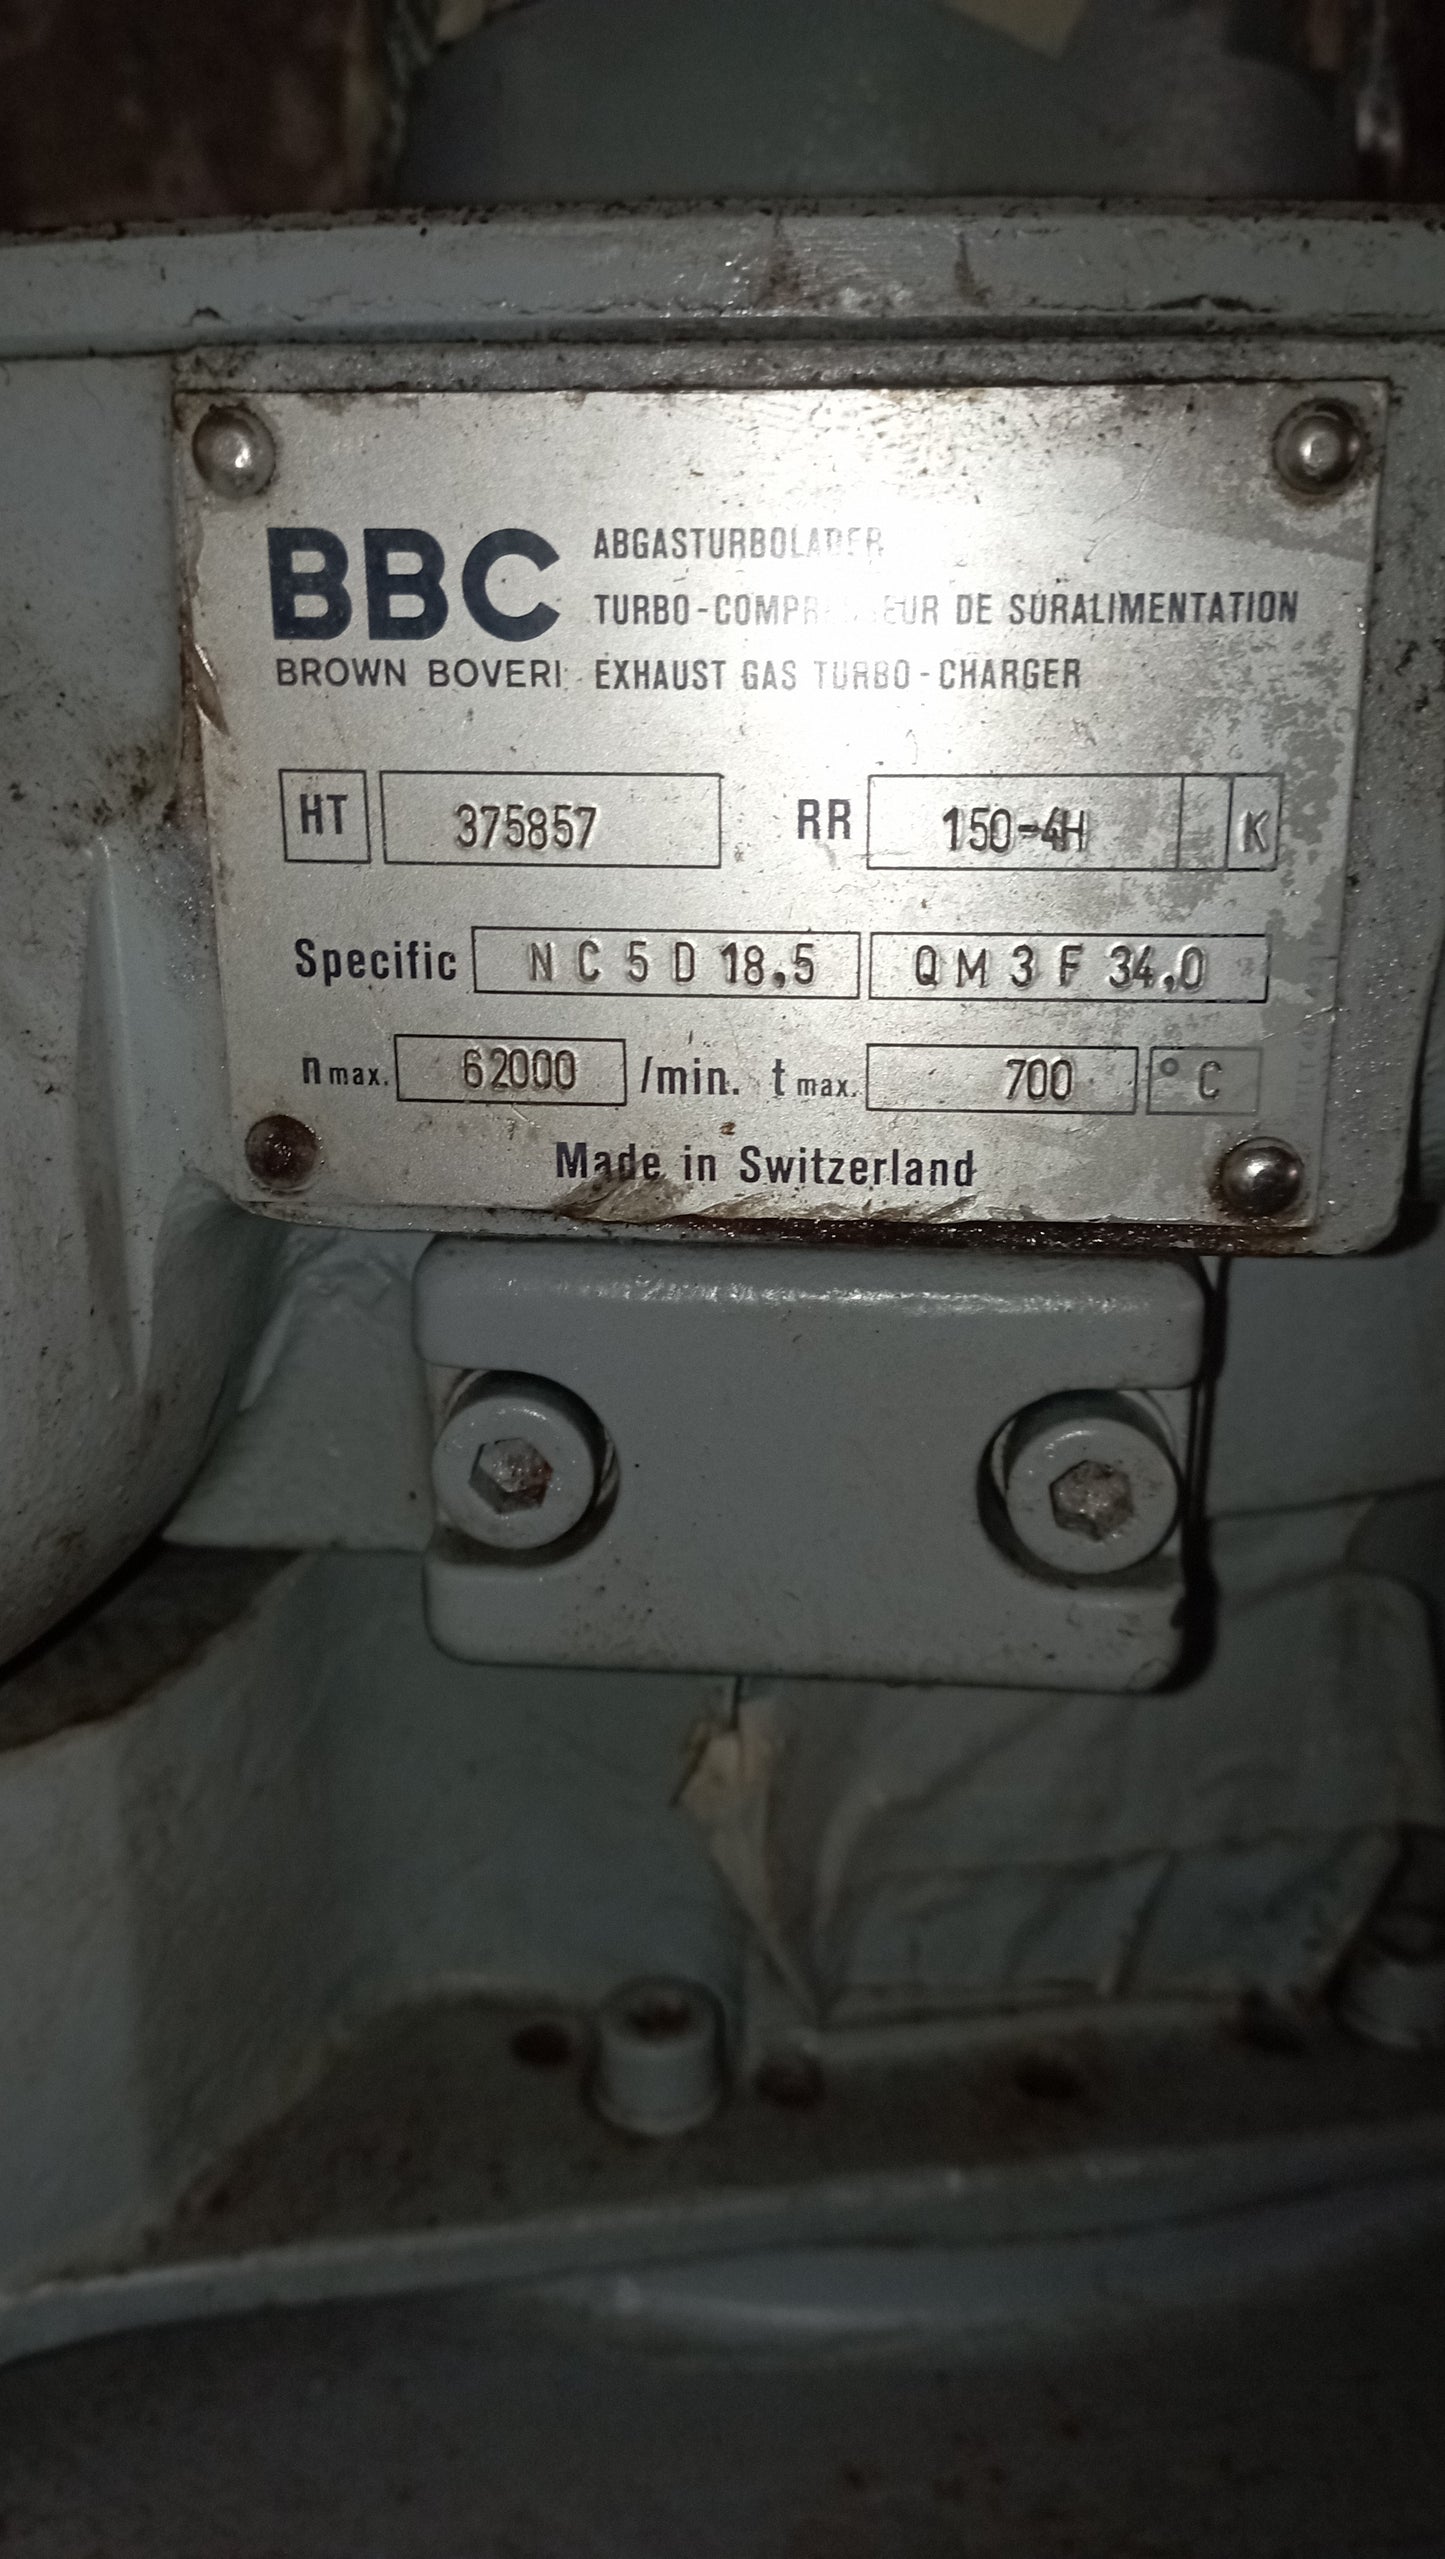 BBC ABGASTURBOLADER
TURBO-COMPRESSEUR DE SURALIMENTATION
BROWN BOVERI EXHAUST GAS TURBO-CHARGER
HT 375857 RR 150-4H K
Specific N C 5 D 18,5 Q M 3 F 34,0
n max. 62000 /min. t max. 700 °C
Made in Switzerland